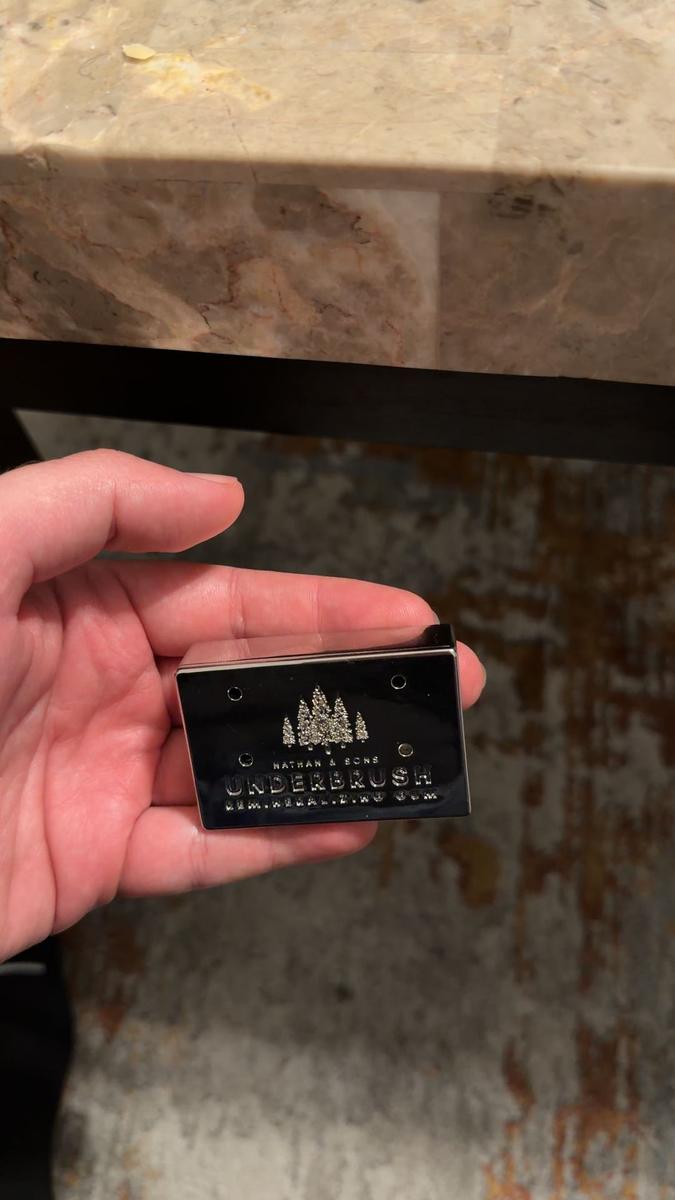 NATHAN & SONS
UNDERBRUSH
REMINERALIZING GUM